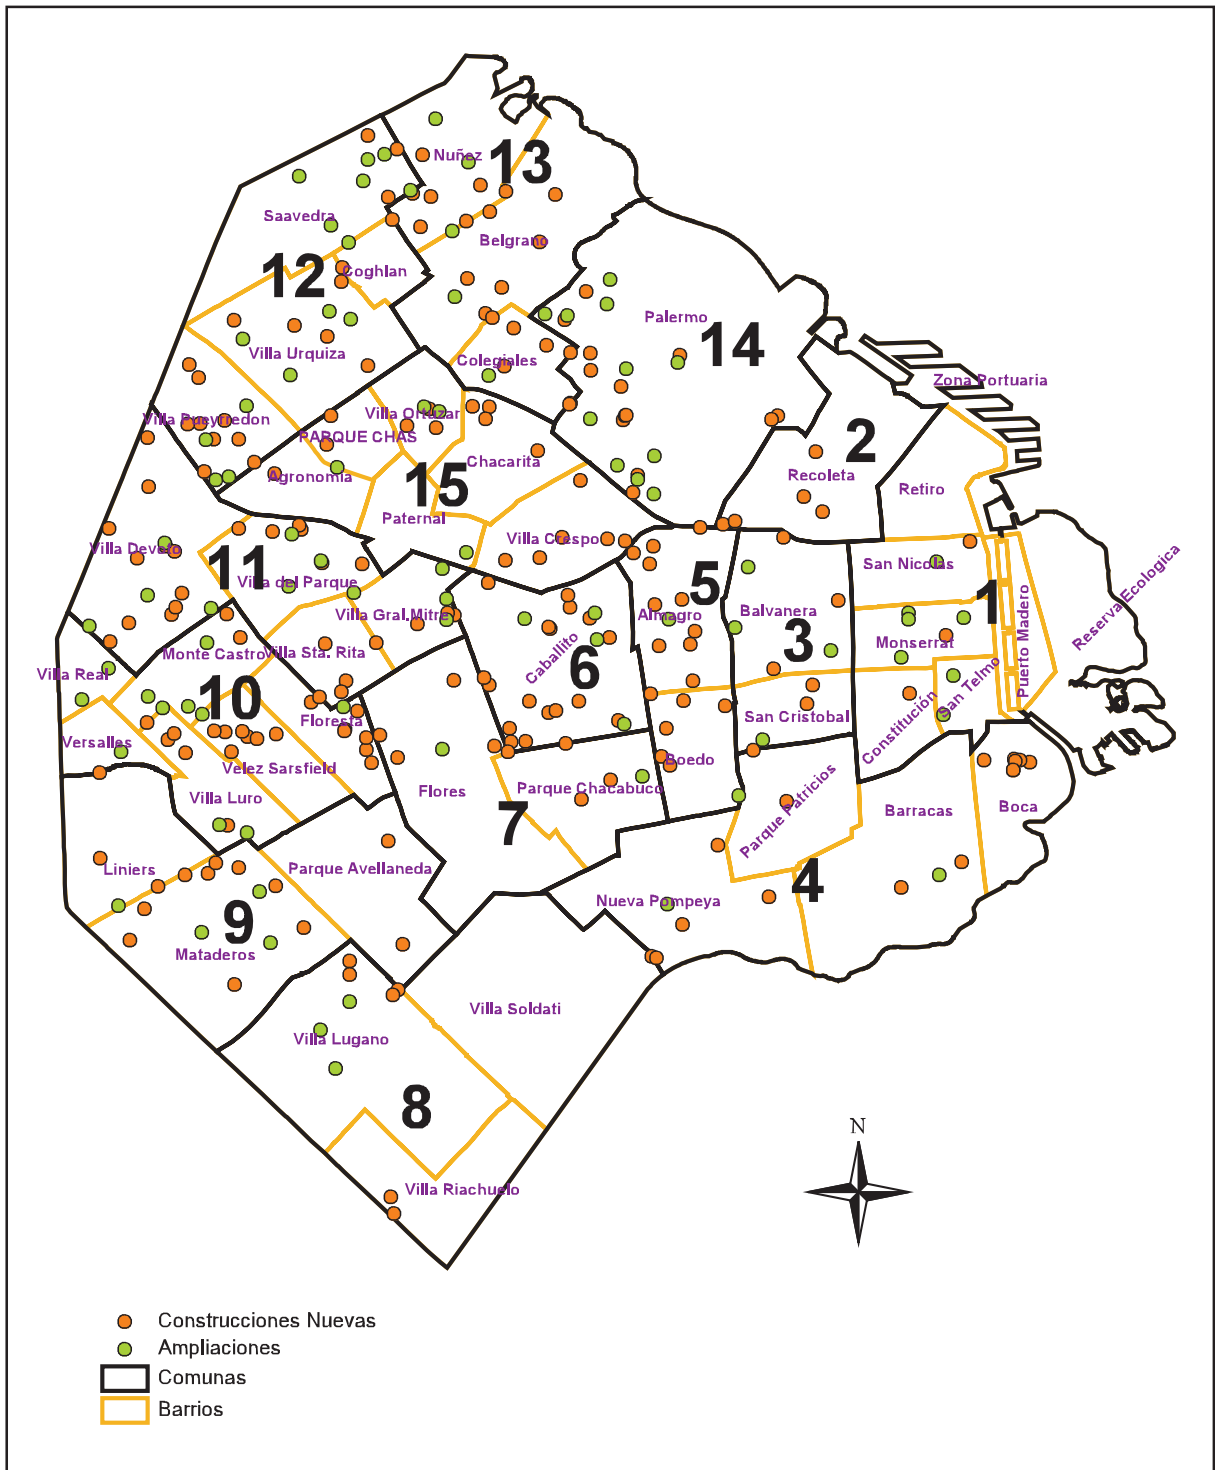 Nuñez
13
Saavedra
Belgrano
12
Coghlan
Palermo
14
Villa Urquiza
Colegiales
Zona Portuaria
Villa Pueyrredon
Villa Ortuzar
PARQUE CHAS
2
Chacarita
Agronomia
15
Recoleta
Retiro
Paternal
Villa Crespo
Villa Devoto
11
San Nicolas
Villa del Parque
5
1
Reserva Ecologica
Villa Gral.Mitre
Almagro
Balvanera
3
Monserrat
Puerto Madero
Monte Castro
Villa Sta. Rita
Caballito
6
Villa Real
10
San Telmo
Floresta
San Cristobal
Constitución
Versalles
Velez Sarsfield
Boedo
Villa Luro
Flores
Parque Chacabuco
7
Parque Patricios
Barracas
Boca
Liniers
Parque Avellaneda
4
Nueva Pompeya
9
Mataderos
Villa Soldati
Villa Lugano
8
N
Villa Riachuelo
Construcciones Nuevas
Ampliaciones
Comunas
Barrios